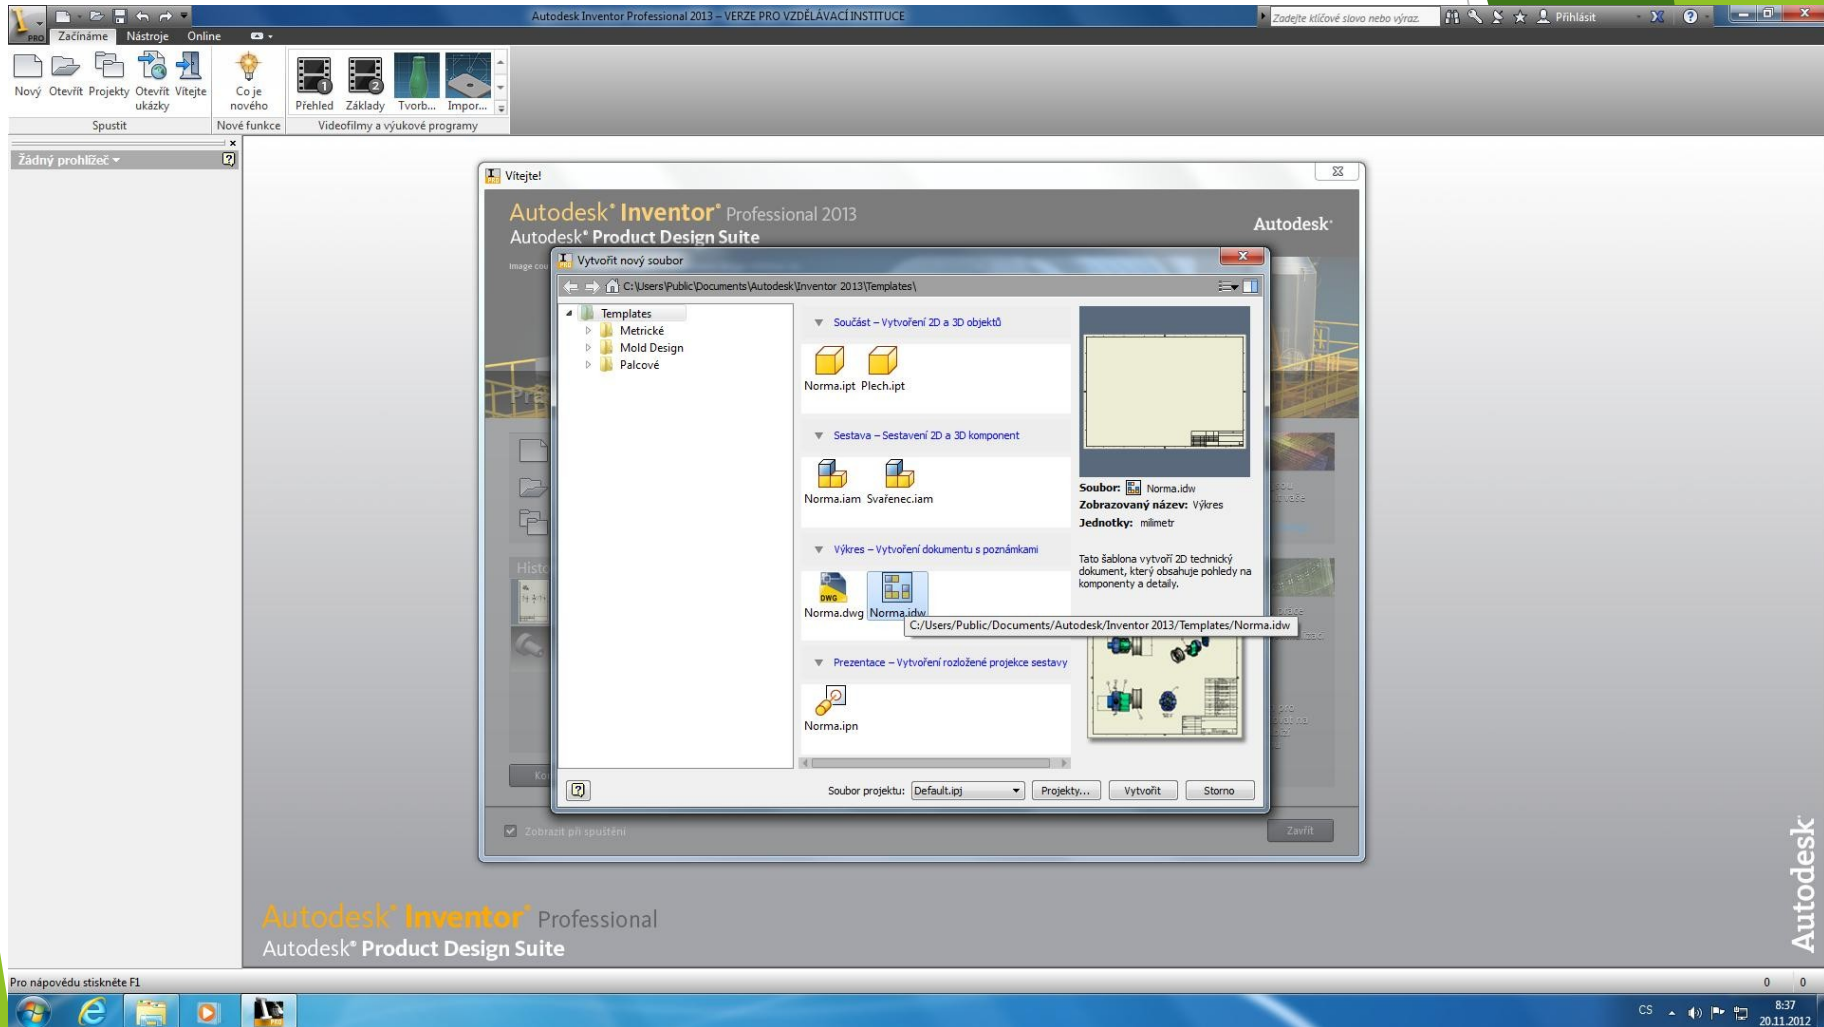 Autodesk Inventor Professional 2013 – VERZE PRO VZDĚLÁVACÍ INSTITUCE
Zadejte klíčové slovo nebo výraz.
Přihlásit
PRO
Začínáme Nástroje Online
Nový Otevřít Projekty Otevřít ukázky Vítejte
Co je nového
Přehled Základy Tvorb... Impor...
Spustit
Nové funkce
Videofilmy a výukové programy
Žádný prohlížeč
Vítejte!
Autodesk® Inventor® Professional 2013
Autodesk® Product Design Suite
Autodesk®
Image cou
Vytvořit nový soubor
C:\Users\Public\Documents\Autodesk\Inventor 2013\Templates\
Templates
Metrické
Mold Design
Palcové
Součást – Vytvoření 2D a 3D objektů
Norma.ipt Plech.ipt
Sestava – Sestavení 2D a 3D komponent
Norma.iam Svařenec.iam
Výkres – Vytvoření dokumentu s poznámkami
DWG
Norma.dwg Norma.idw
C:/Users/Public/Documents/Autodesk/Inventor 2013/Templates/Norma.idw
Prezentace – Vytvoření rozložené projekce sestavy
Norma.ipn
Soubor: Norma.idw
Zobrazovaný název: Výkres
Jednotky: milimetr
Tato šablona vytvoří 2D technický
dokument, který obsahuje pohledy na
komponenty a detaily.
Soubor projektu: Default.ipj Projekty... Vytvořit Storno
Histo
Zobrazit při spuštění
Zavřít
Autodesk® Inventor® Professional
Autodesk® Product Design Suite
Autodesk®
Pro nápovědu stiskněte F1
0 0
CS
8:37
20.11.2012